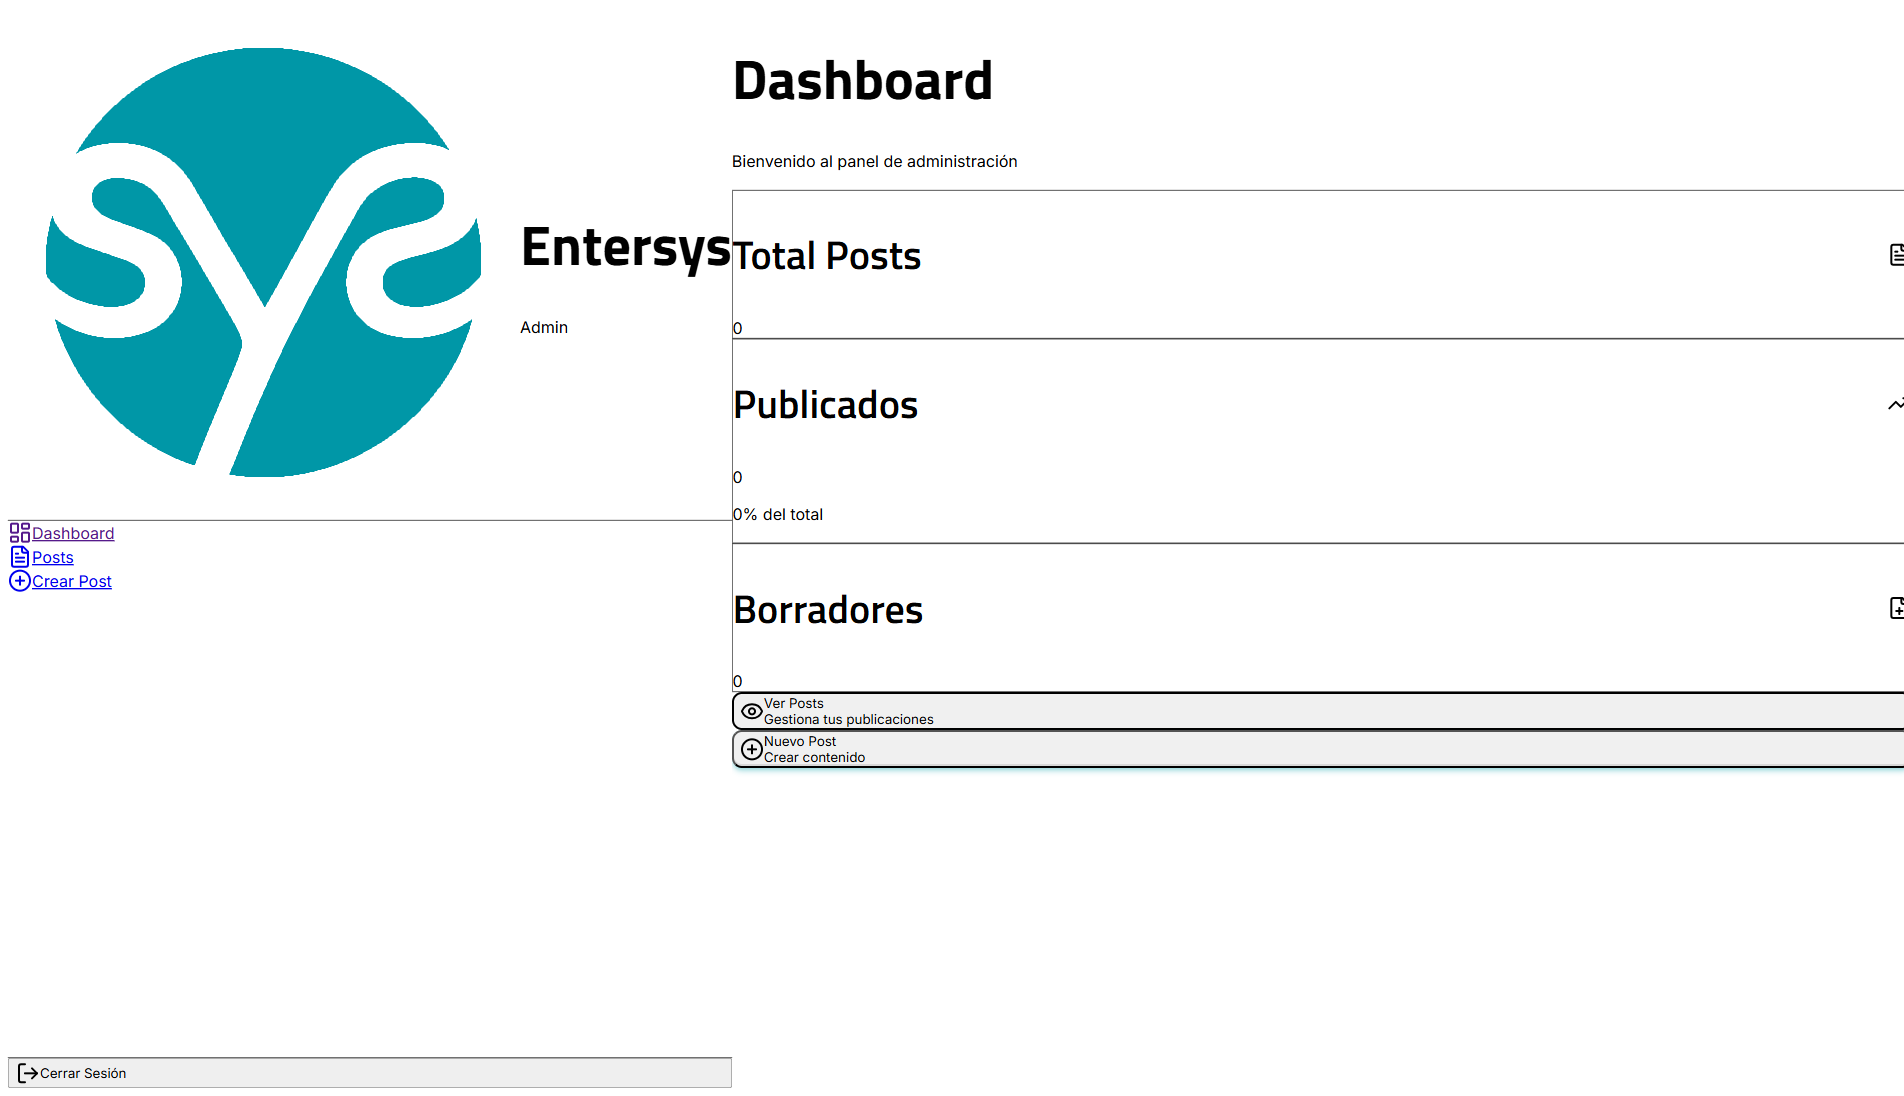 sys
Entersys
Admin
Dashboard
Posts
Crear Post
Cerrar Sesión
Dashboard
Bienvenido al panel de administración
Total Posts
0
Publicados
0
0% del total
Borradores
0
Ver Posts
Gestiona tus publicaciones
Nuevo Post
Crear contenido